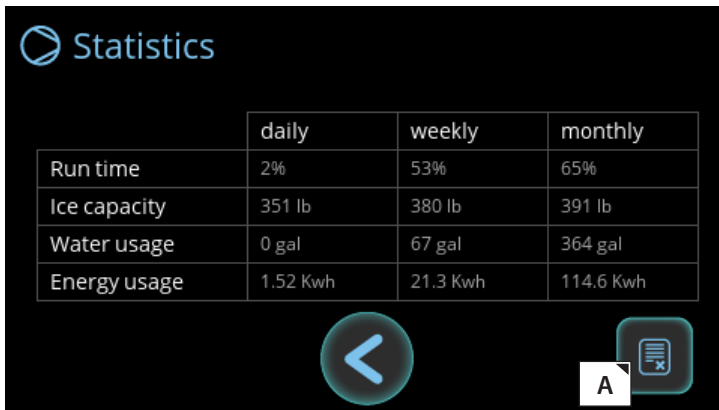 Statistics
daily weekly monthly
Run time 2% 53% 65%
Ice capacity 351 lb 380 lb 391 lb
Water usage 0 gal 67 gal 364 gal
Energy usage 1.52 Kwh 21.3 Kwh 114.6 Kwh
A